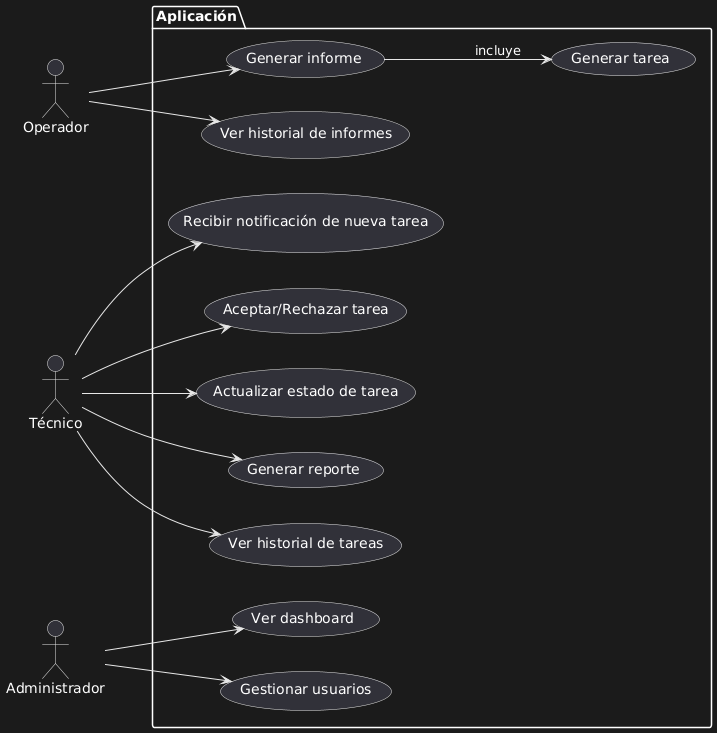 Aplicación
Generar informe
incluye
Generar tarea
Operador
Ver historial de informes
Recibir notificación de nueva tarea
Aceptar/Rechazar tarea
Actualizar estado de tarea
Técnico
Generar reporte
Ver historial de tareas
Ver dashboard
Administrador
Gestionar usuarios